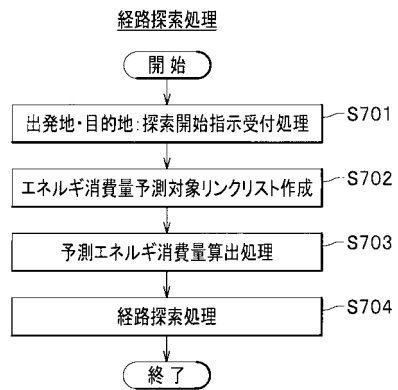 経路探索処理
開始
出発地・目的地:探索開始指示受付処理
S701
エネルギ消費量予測対象リンクリスト作成
S702
予測エネルギ消費量算出処理
S703
経路探索処理
S704
終了